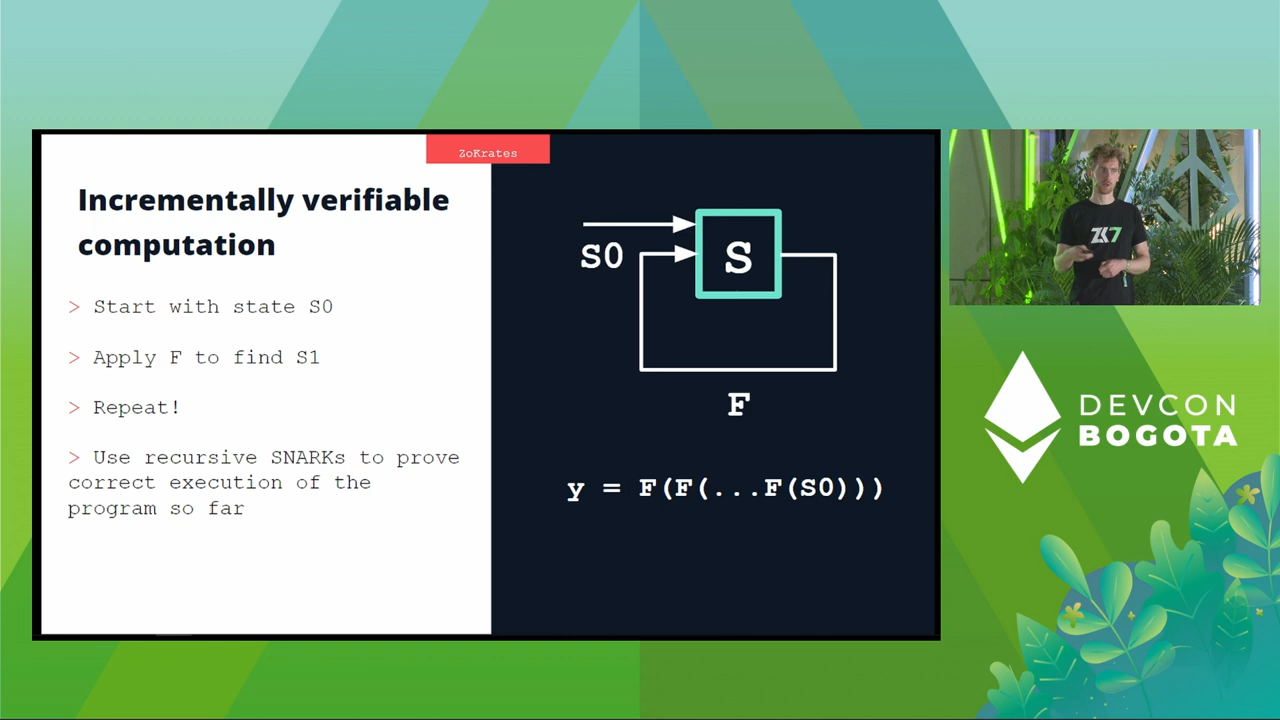 ZoKrates
Incrementally verifiable
computation
> Start with state S0
> Apply F to find S1
> Repeat!
> Use recursive SNARKs to prove
correct execution of the
program so far
S0
S
F
y = F(F(...F(S0)))
ZK7
DEVCON
BOGOTA